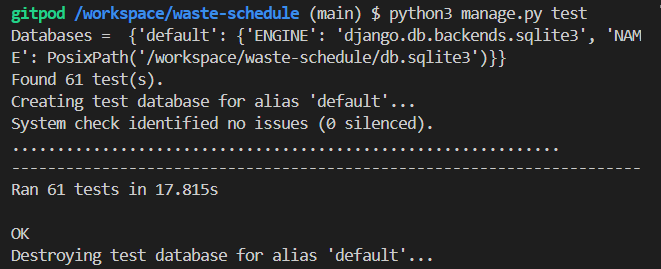 gitpod /workspace/waste-schedule (main) $ python3 manage.py test
Databases =  {'default': {'ENGINE': 'django.db.backends.sqlite3', 'NAM
E': PosixPath('/workspace/waste-schedule/db.sqlite3')}}
Found 61 test(s).
Creating test database for alias 'default'...
System check identified no issues (0 silenced).
.............................................................
----------------------------------------------------------------------
Ran 61 tests in 17.815s

OK
Destroying test database for alias 'default'...